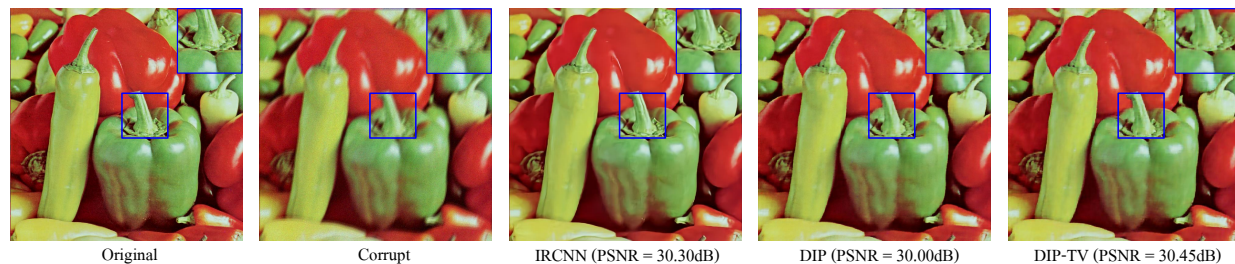 Original
Corrupt
IRCNN (PSNR = 30.30dB)
DIP (PSNR = 30.00dB)
DIP-TV (PSNR = 30.45dB)